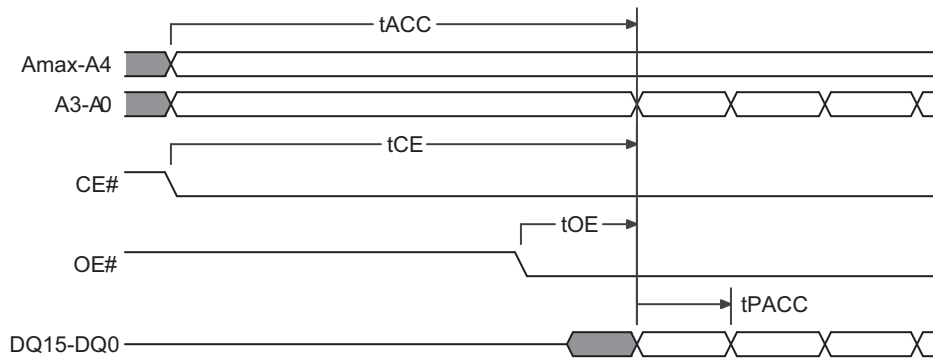 tACC
Amax-A4
A3-A0
tCE
CE#
tOE
OE#
tPACC
DQ15-DQ0